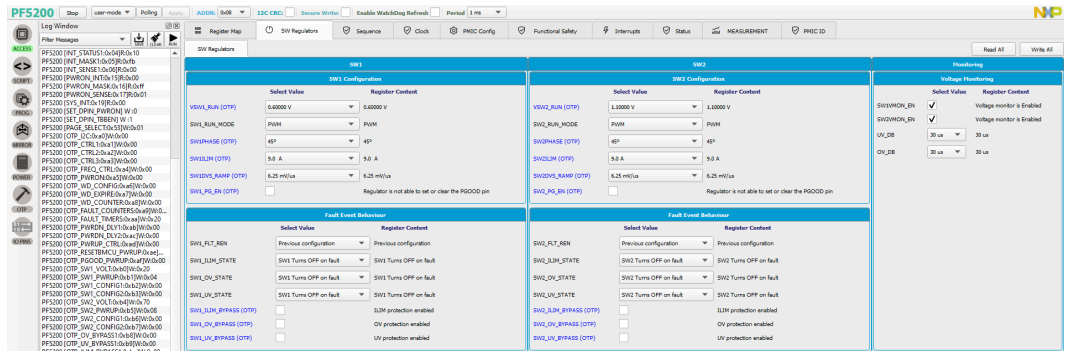 PF5200 Stop user-mode Polling Apply ADDR: 0x08 I2C CRC: Secure Write: Enable WatchDog Refresh Period 1 ms NXP
Log Window
Filter Messages SAVE CLEAR RUN
ACCESS
SCRIPT
PROG
MIRROR
POWER
OTP
IO PINS
PF5200 [INT_STATUS1:0x04]R:0x10
PF5200 [INT_MASK1:0x05]R:0xfb
PF5200 [INT_SENSE1:0x06]R:0x00
PF5200 [PWRON_INT:0x15]R:0x00
PF5200 [PWRON_MASK:0x16]R:0xff
PF5200 [PWRON_SENSE:0x17]R:0x01
PF5200 [SYS_INT:0x19]R:0x00
PF5200 [SET_DPIN_PWRON] W :0
PF5200 [SET_DPIN_TBBEN] W :1
PF5200 [PAGE_SELECT:0x53]W:0x01
PF5200 [OTP_I2C:0xa0]W:0x00
PF5200 [OTP_CTRL1:0xa1]W:0x00
PF5200 [OTP_CTRL2:0xa2]W:0x00
PF5200 [OTP_CTRL3:0xa3]W:0x00
PF5200 [OTP_FREQ_CTRL:0xa4]W:0x00
PF5200 [OTP_PWRON:0xa5]W:0x00
PF5200 [OTP_WD_CONFIG:0xa6]W:0x00
PF5200 [OTP_WD_EXPIRE:0xa7]W:0x00
PF5200 [OTP_WD_COUNTER:0xa8]W:0x00
PF5200 [OTP_FAULT_COUNTERS:0xa9]W:0...
PF5200 [OTP_FAULT_TIMERS:0xaa]W:0x20
PF5200 [OTP_PWRDN_DLY1:0xab]W:0x00
PF5200 [OTP_PWRDN_DLY2:0xac]W:0x00
PF5200 [OTP_PWRUP_CTRL:0xad]W:0x00
PF5200 [OTP_RESETBMCU_PWRUP:0xae]...
PF5200 [OTP_PGOOD_PWRUP:0xaf]W:0x00
PF5200 [OTP_SW1_VOLT:0xb0]W:0x20
PF5200 [OTP_SW1_PWRUP:0xb1]W:0x04
PF5200 [OTP_SW1_CONFIG1:0xb2]W:0x00
PF5200 [OTP_SW1_CONFIG2:0xb3]W:0x00
PF5200 [OTP_SW2_VOLT:0xb4]W:0x70
PF5200 [OTP_SW2_PWRUP:0xb5]W:0x08
PF5200 [OTP_SW2_CONFIG1:0xb6]W:0x00
PF5200 [OTP_SW2_CONFIG2:0xb7]W:0x00
PF5200 [OTP_OV_BYPASS1:0xb8]W:0x00
PF5200 [OTP_UV_BYPASS1:0xb9]W:0x00
Register Map SW Regulators Sequence Clock PMIC Config Functional Safety Interrupts Status MEASUREMENT PMIC ID
SW Regulators Read All Write All
SW1
SW1 Configuration
Select Value Register Content
VSW1_RUN (OTP) 0.60000 V 0.60000 V
SW1_RUN_MODE PWM PWM
SW1PHASE (OTP) 45° 45°
SW1ILIM (OTP) 9.0 A 9.0 A
SW1DVS_RAMP (OTP) 6.25 mV/us 6.25 mV/us
SW1_PG_EN (OTP) Regulator is not able to set or clear the PGOOD pin
Fault Event Behaviour
Select Value Register Content
SW1_FLT_REN Previous configuration Previous configuration
SW1_ILIM_STATE SW1 Turns OFF on fault SW1 Turns OFF on fault
SW1_OV_STATE SW1 Turns OFF on fault SW1 Turns OFF on fault
SW1_UV_STATE SW1 Turns OFF on fault SW1 Turns OFF on fault
SW1_ILIM_BYPASS (OTP) ILIM protection enabled
SW1_OV_BYPASS (OTP) OV protection enabled
SW1_UV_BYPASS (OTP) UV protection enabled
SW2
SW2 Configuration
Select Value Register Content
VSW2_RUN (OTP) 1.10000 V 1.10000 V
SW2_RUN_MODE PWM PWM
SW2PHASE (OTP) 45° 45°
SW2ILIM (OTP) 9.0 A 9.0 A
SW2DVS_RAMP (OTP) 6.25 mV/us 6.25 mV/us
SW2_PG_EN (OTP) Regulator is not able to set or clear the PGOOD pin
Fault Event Behaviour
Select Value Register Content
SW2_FLT_REN Previous configuration Previous configuration
SW2_ILIM_STATE SW2 Turns OFF on fault SW2 Turns OFF on fault
SW2_OV_STATE SW2 Turns OFF on fault SW2 Turns OFF on fault
SW2_UV_STATE SW2 Turns OFF on fault SW2 Turns OFF on fault
SW2_ILIM_BYPASS (OTP) ILIM protection enabled
SW2_OV_BYPASS (OTP) OV protection enabled
SW2_UV_BYPASS (OTP) UV protection enabled
Monitoring
Voltage Monitoring
Select Value Register Content
SW1VMON_EN Voltage monitor is Enabled
SW2VMON_EN Voltage monitor is Enabled
UV_DB 30 us 30 us
OV_DB 30 us 30 us